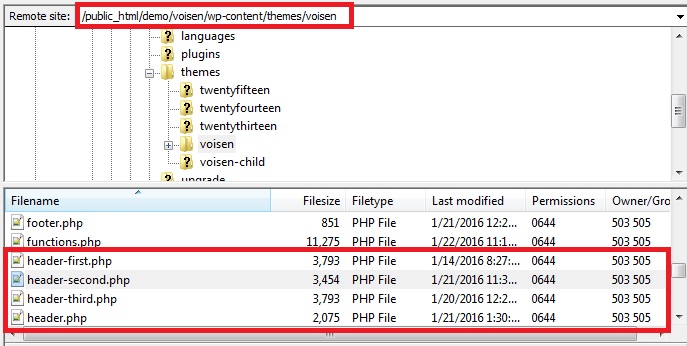 Remote site: /public_html/demo/voisen/wp-content/themes/voisen
languages
plugins
themes
twentyfifteen
twentyfourteen
twentythirteen
voisen
voisen-child
upgrade
Filename Filesize Filetype Last modified Permissions Owner/Gro
footer.php 851 PHP File 1/21/2016 12:2... 0644 503 505
functions.php 11,275 PHP File 1/22/2016 11:1... 0644 503 505
header-first.php 3,793 PHP File 1/14/2016 8:27:... 0644 503 505
header-second.php 3,454 PHP File 1/21/2016 11:3... 0644 503 505
header-third.php 3,793 PHP File 1/20/2016 12:2... 0644 503 505
header.php 2,075 PHP File 1/21/2016 1:30:... 0644 503 505